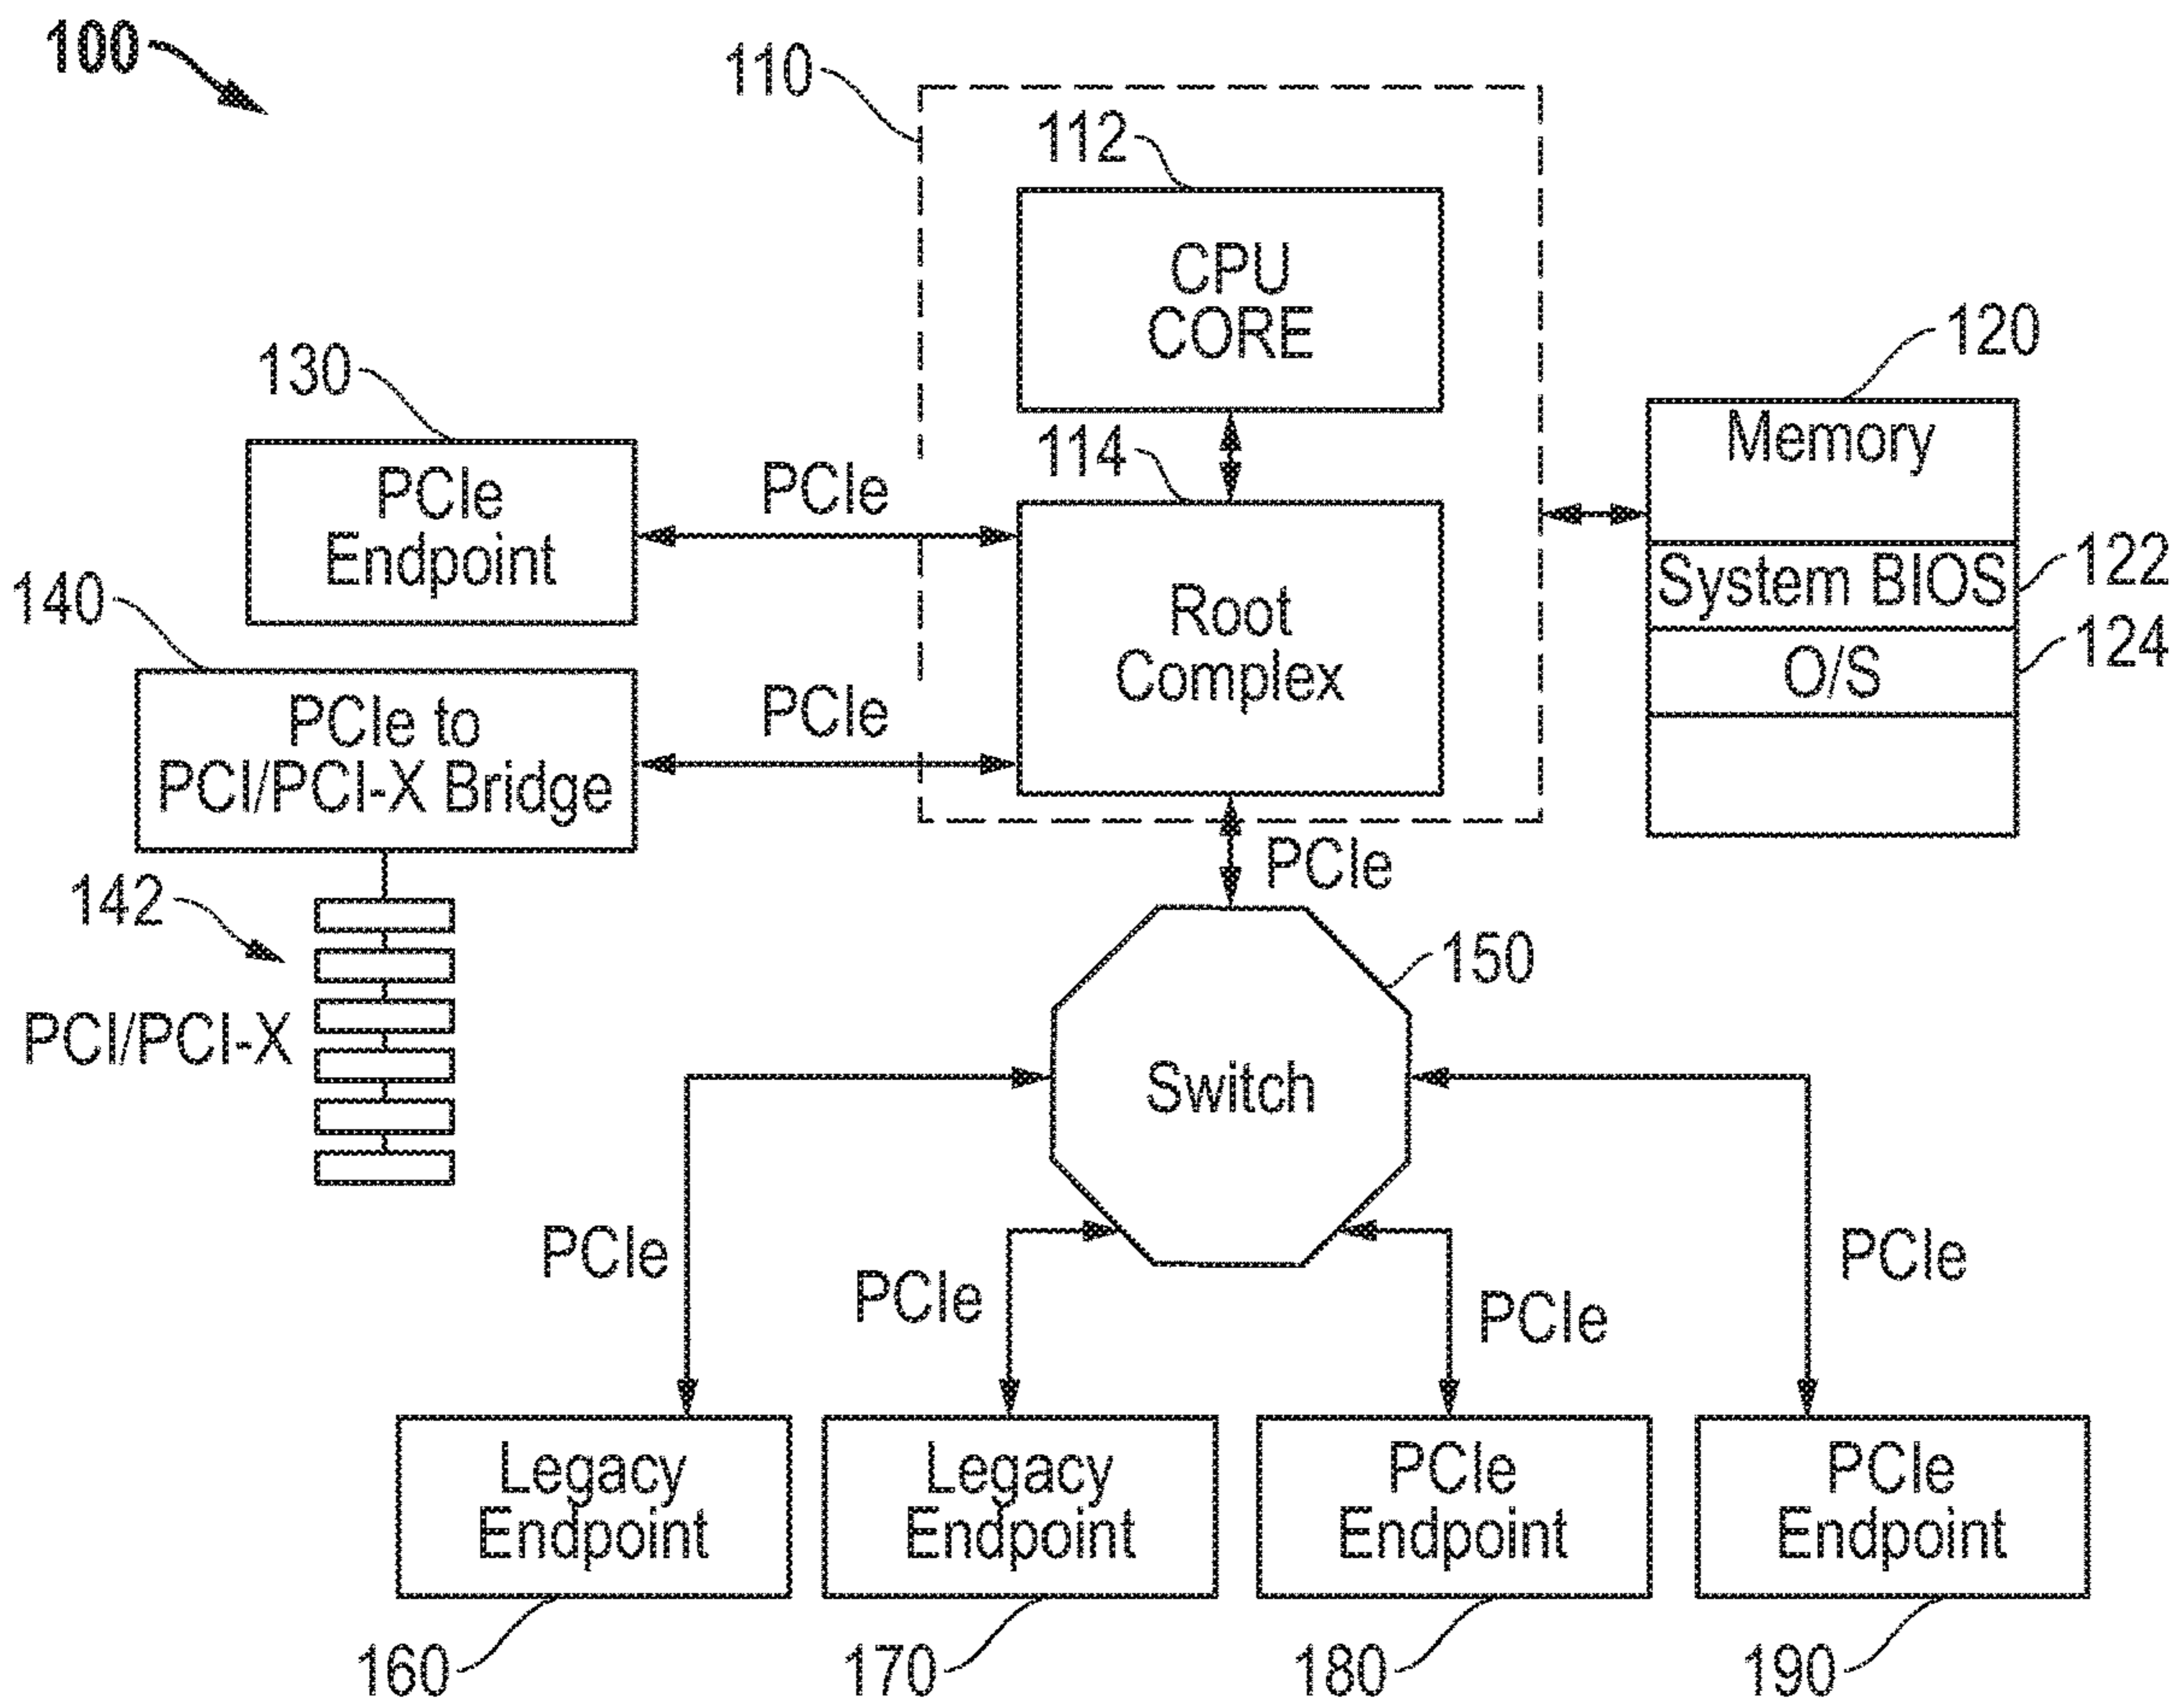 100
110
112
CPU
CORE
120
Memory
130
PCIe
Endpoint
PCIe
114
System BIOS
122
140
Root
Complex
O/S
124
PCIe to
PCI/PCI-X Bridge
PCIe
PCIe
142
150
PCI/PCI-X
Switch
PCIe
PCIe
PCIe
PCIe
Legacy
Endpoint
Legacy
Endpoint
PCIe
Endpoint
PCIe
Endpoint
160
170
180
190